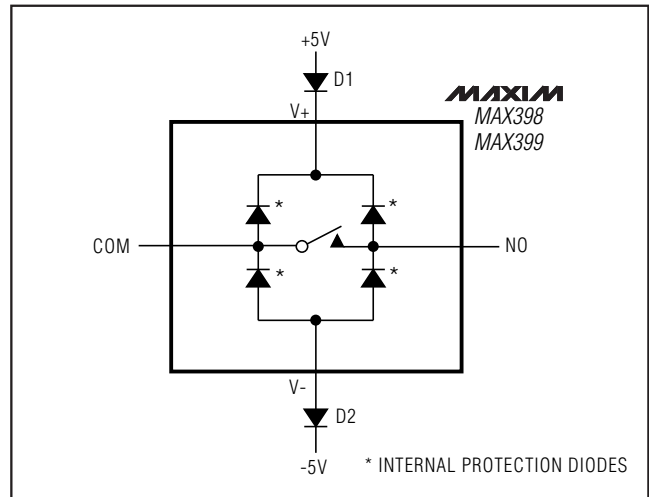 +5V
D1
V+
MAXIM
MAX398
MAX399
*
*
COM
NO
*
*
V-
D2
-5V
* INTERNAL PROTECTION DIODES